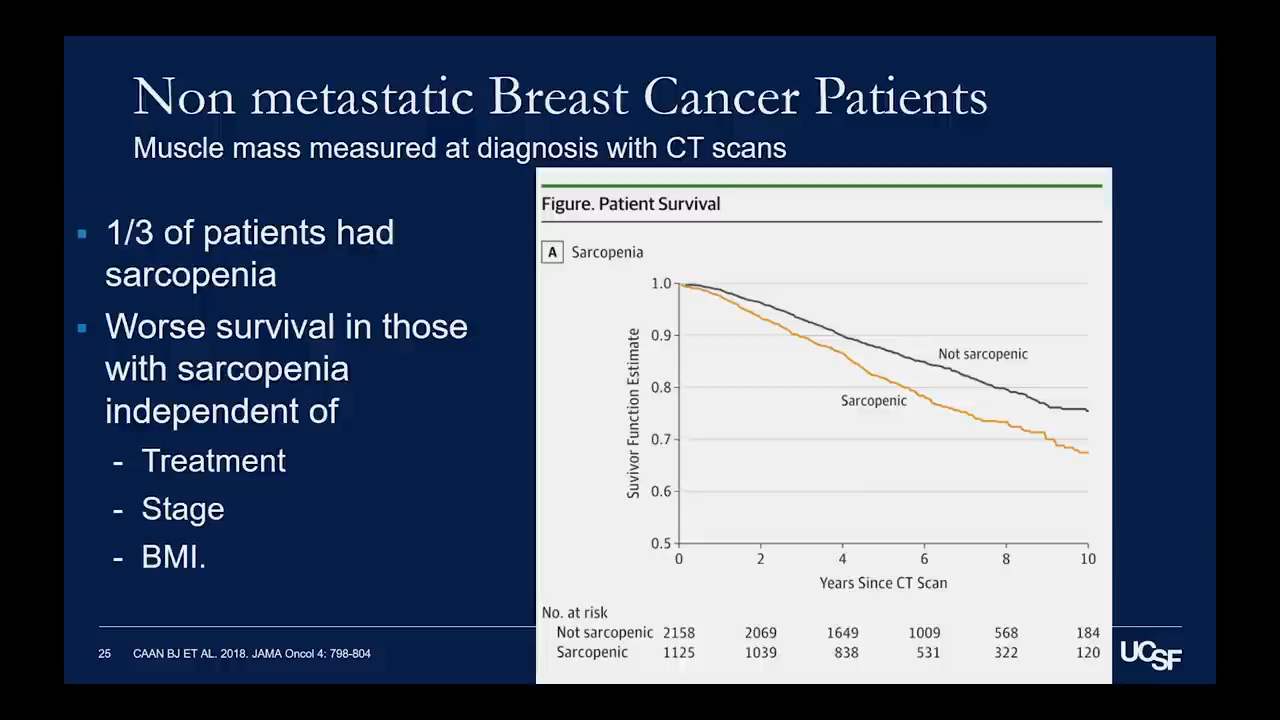 Non metastatic Breast Cancer Patients
Muscle mass measured at diagnosis with CT scans
1/3 of patients had
sarcopenia
Worse survival in those
with sarcopenia
independent of
- Treatment
- Stage
- BMI.
Figure. Patient Survival
A Sarcopenia
Suvivor Function Estimate
1.0
0.9
0.8
0.7
0.6
0.5
Not sarcopenic
Sarcopenic
0 2 4 6 8 10
Years Since CT Scan
No. at risk
Not sarcopenic 2158 2069 1649 1009 568 184
Sarcopenic 1125 1039 838 531 322 120
25 CAAN BJ ET AL. 2018. JAMA Oncol 4: 798-804
UCSF